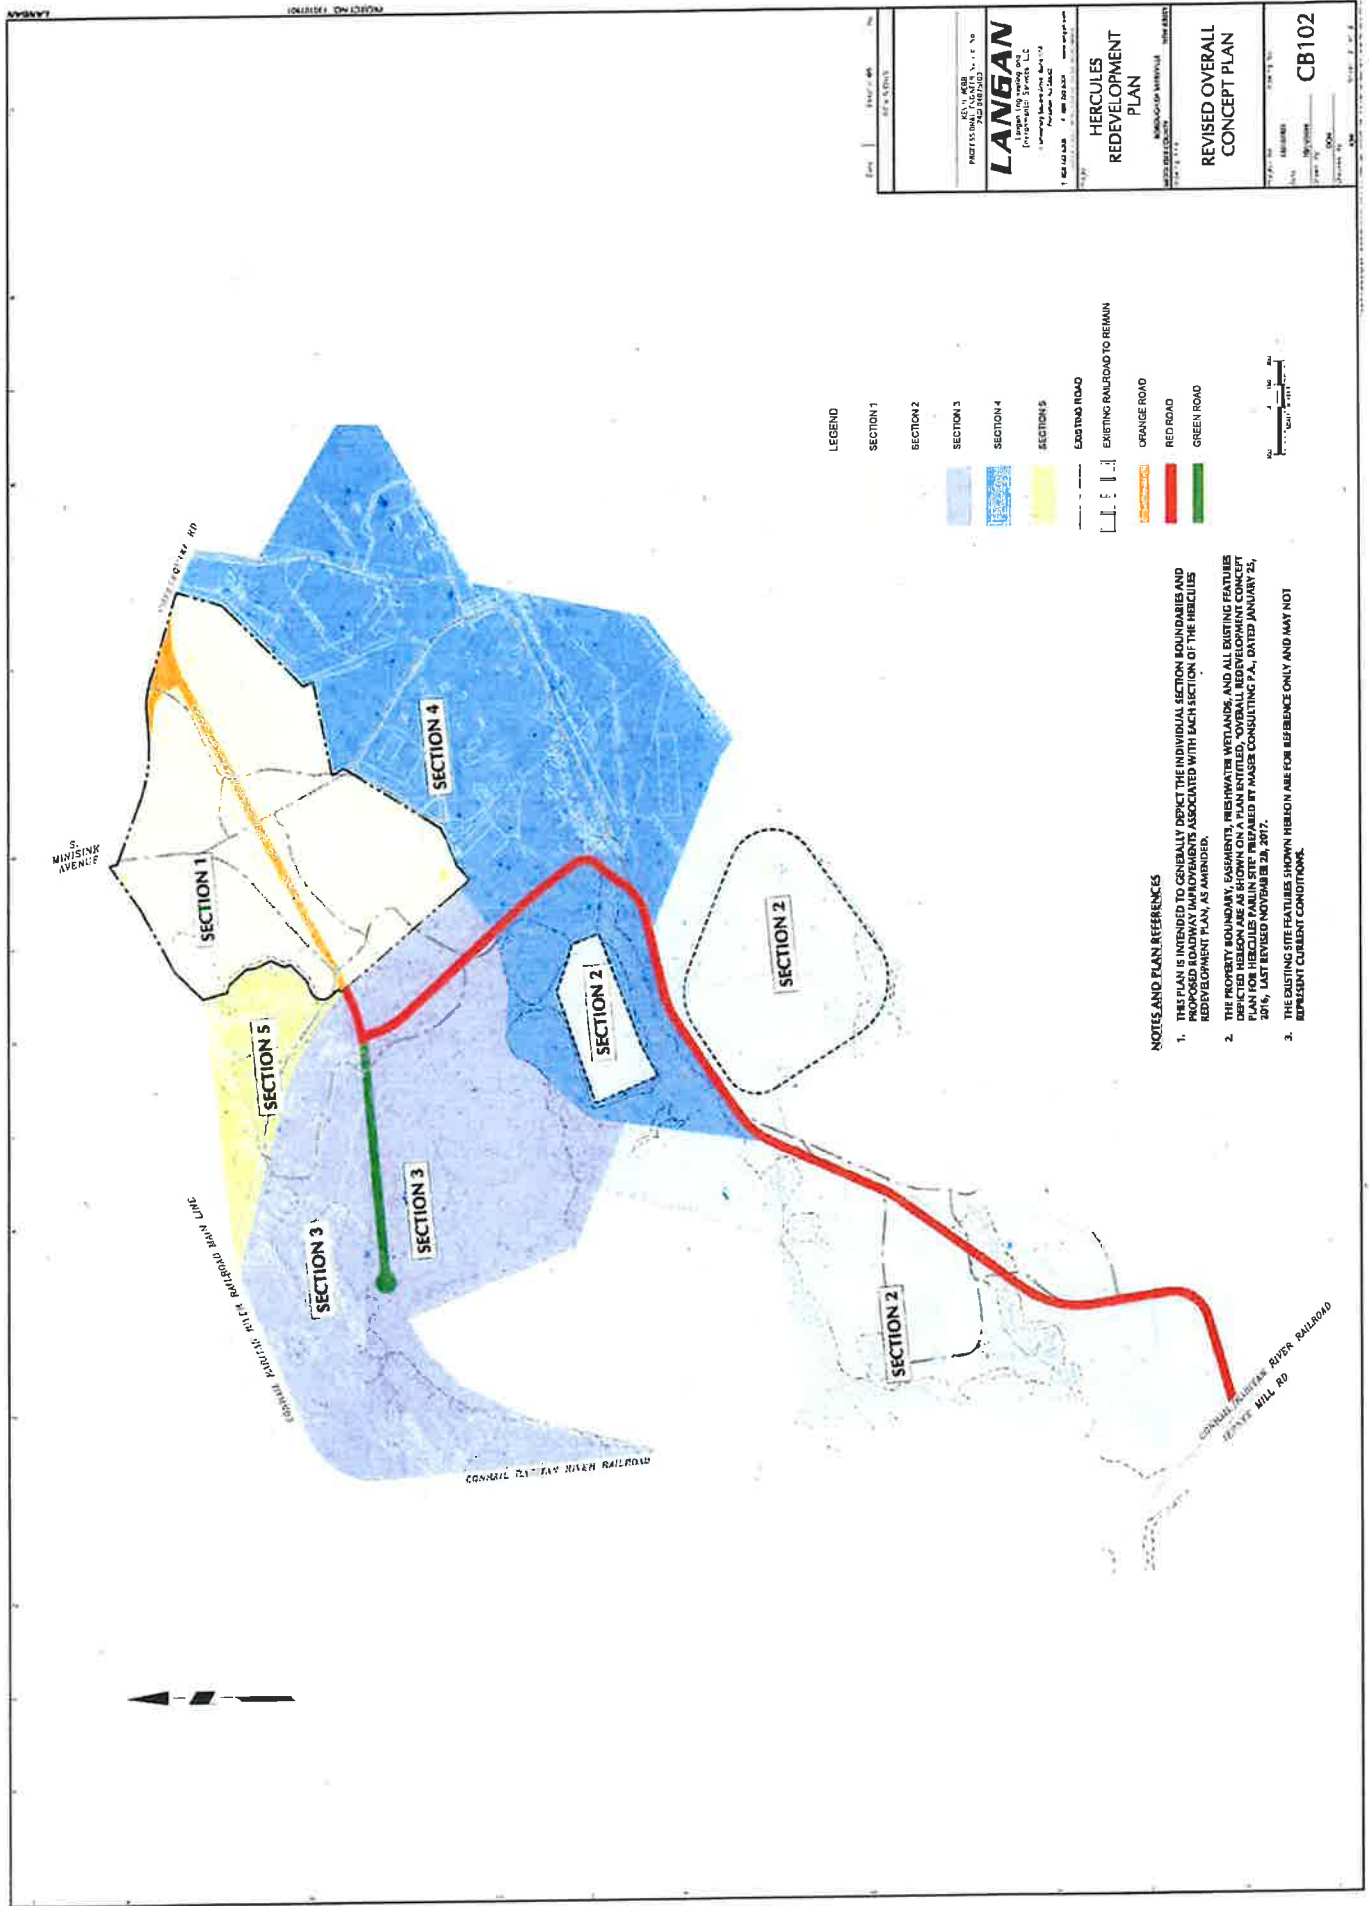 S.
MINISINK
AVENUE
SECTION 1
SECTION 5
SECTION 4
SECTION 3
SECTION 3
SECTION 2
SECTION 2
SECTION 2
RAILROAD MAIN LINE
CONRAIL RIVER RAILROAD
CONRAIL RARITAN RIVER RAILROAD
MILL RD
RD
LEGEND
SECTION 1
SECTION 2
SECTION 3
SECTION 4
SECTION 5
EXISTING ROAD
EXISTING RAILROAD TO REMAIN
ORANGE ROAD
RED ROAD
GREEN ROAD
NOTES AND PLAN REFERENCES
1. THIS PLAN IS INTENDED TO GENERALLY DEPICT THE INDIVIDUAL SECTION BOUNDARIES AND
PROPOSED ROADWAY IMPROVEMENTS ASSOCIATED WITH EACH SECTION OF THE HERCULES
REDEVELOPMENT PLAN, AS AMENDED.
2. THE PROPERTY BOUNDARY, EASEMENTS, FRESHWATER WETLANDS, AND ALL EXISTING FEATURES
DEPICTED HEREON ARE AS SHOWN ON A PLAN ENTITLED, "OVERALL REDEVELOPMENT CONCEPT
PLAN FOR HERCULES PARLIN SITE" PREPARED BY MASER CONSULTING P.A., DATED JANUARY 25,
2016, LAST REVISED NOVEMBER 28, 2017.
3. THE EXISTING SITE FEATURES SHOWN HEREON ARE FOR REFERENCE ONLY AND MAY NOT
REPRESENT CURRENT CONDITIONS.
LANGAN
HERCULES
REDEVELOPMENT
PLAN
REVISED OVERALL
CONCEPT PLAN
CB102
LANGAN